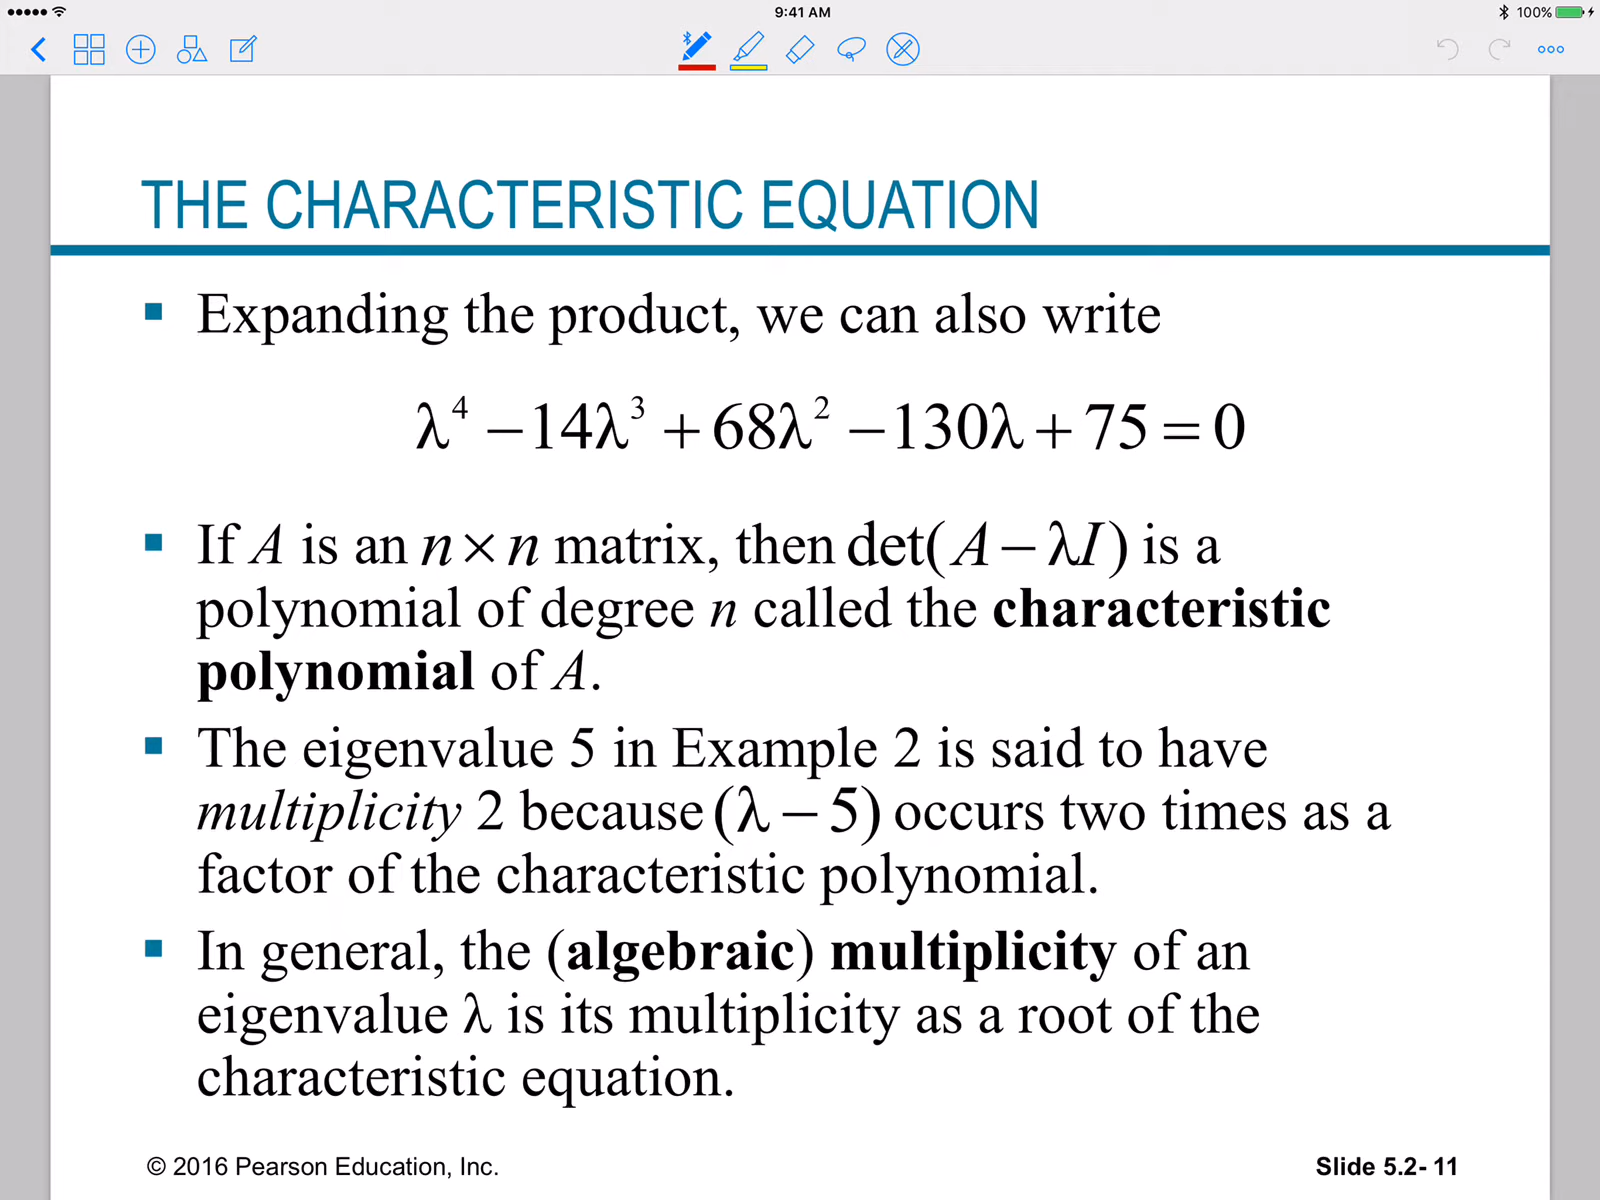 9:41 AM
100%
THE CHARACTERISTIC EQUATION
Expanding the product, we can also write
λ⁴ − 14λ³ + 68λ² − 130λ + 75 = 0
If A is an n × n matrix, then det(A − λI) is a
polynomial of degree n called the characteristic
polynomial of A.
The eigenvalue 5 in Example 2 is said to have
multiplicity 2 because (λ − 5) occurs two times as a
factor of the characteristic polynomial.
In general, the (algebraic) multiplicity of an
eigenvalue λ is its multiplicity as a root of the
characteristic equation.
© 2016 Pearson Education, Inc.
Slide 5.2- 11